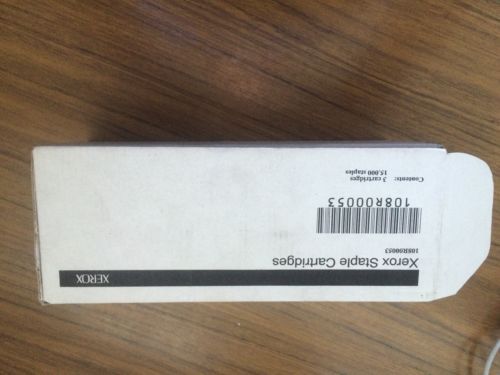 XEROX
Xerox Staple Cartridges
108R00053
108R00053
Contents: 3 cartridges
15,000 staples